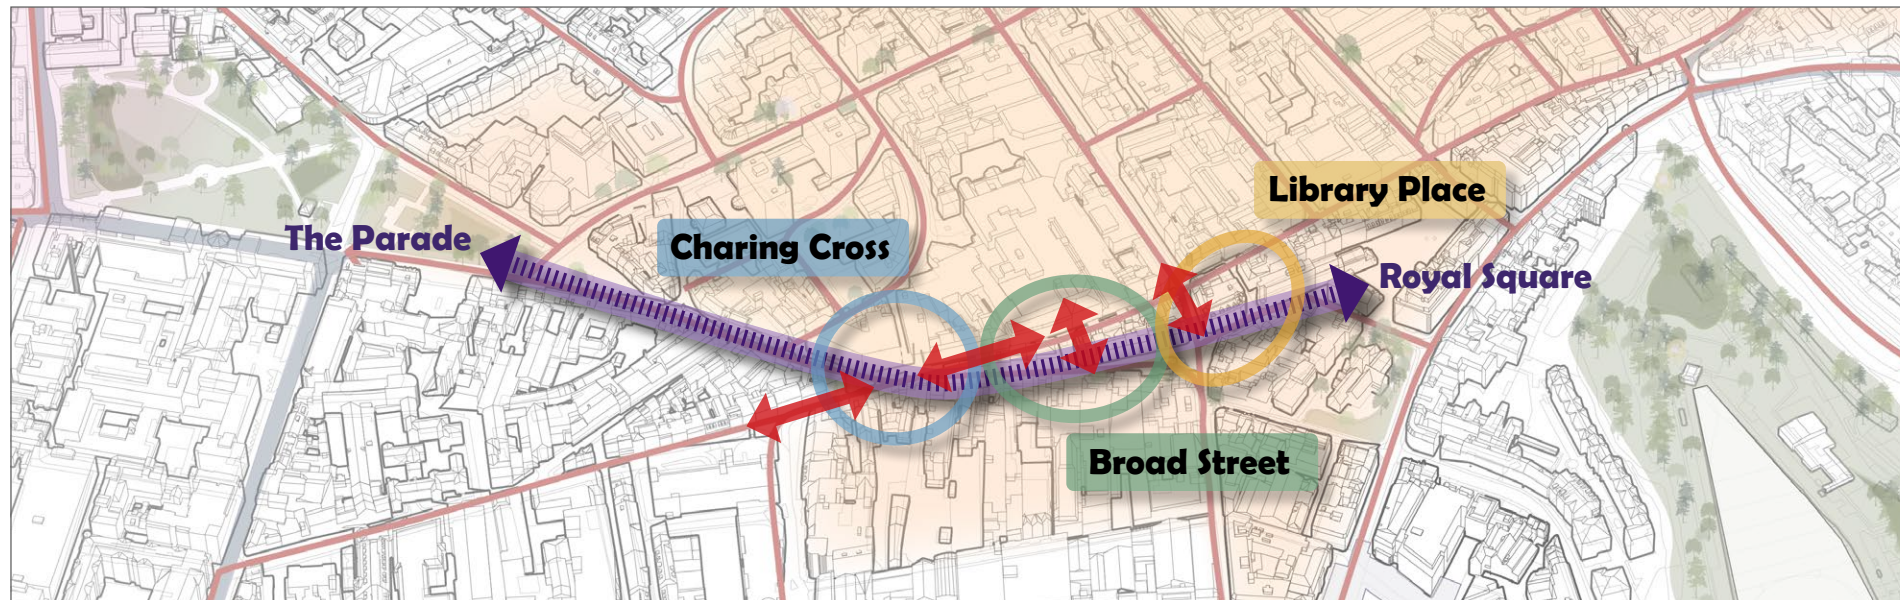 Library Place
The Parade
Charing Cross
Royal Square
Broad Street